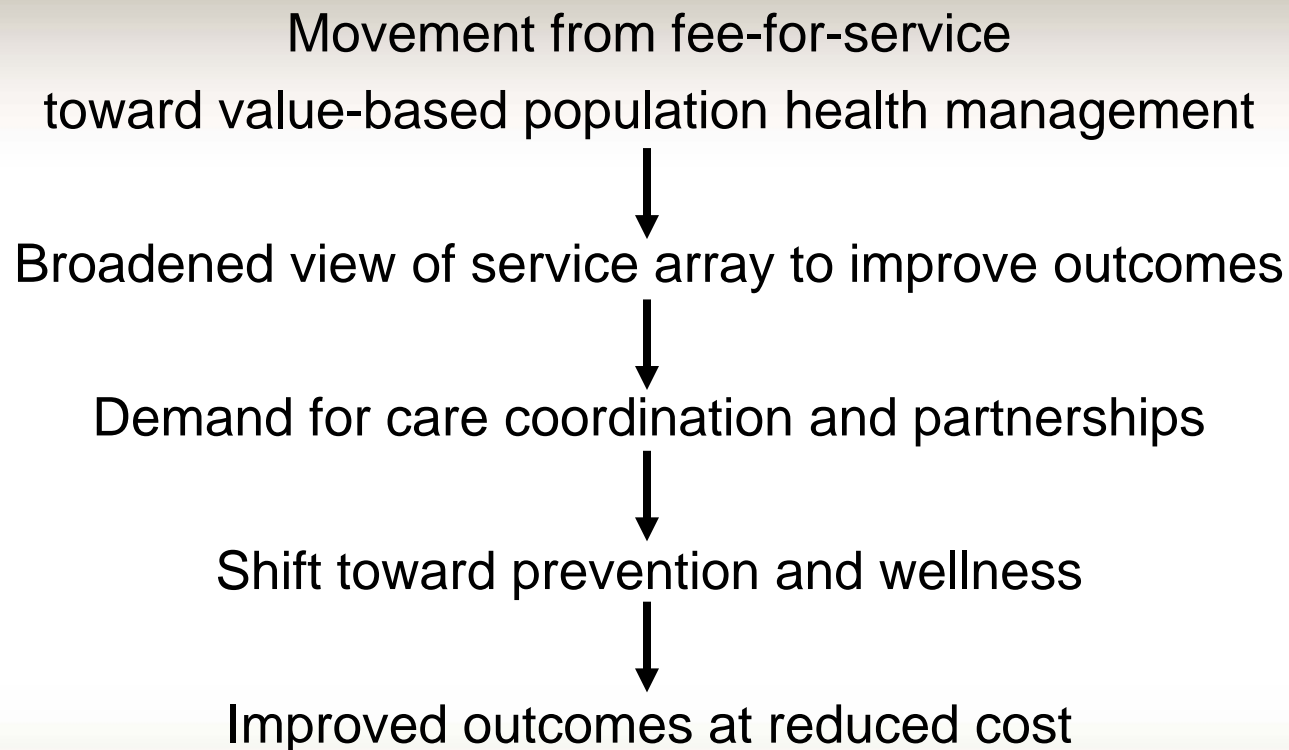 Movement from fee-for-service
toward value-based population health management
Broadened view of service array to improve outcomes
Demand for care coordination and partnerships
Shift toward prevention and wellness
Improved outcomes at reduced cost